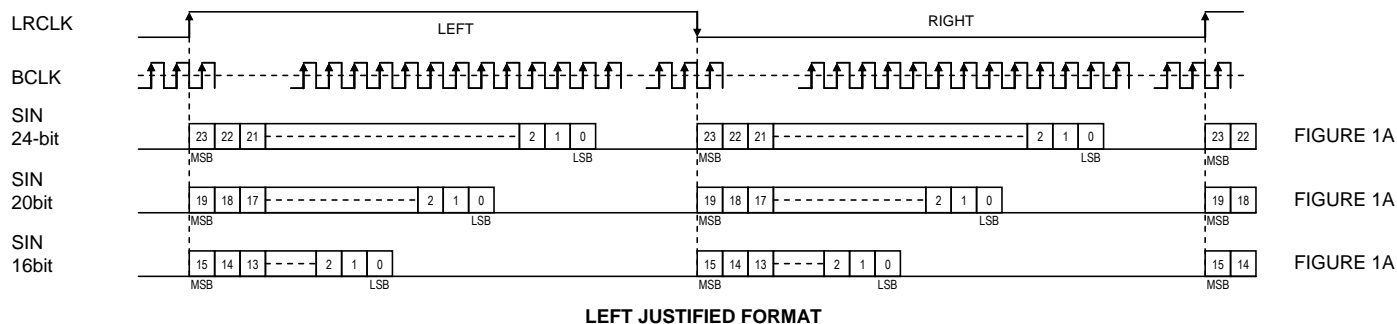 LRCLK LEFT RIGHT
BCLK
SIN
24-bit 23 22 21 2 1 0 23 22 21 2 1 0 23 22 FIGURE 1A
MSB LSB MSB LSB MSB
SIN
20bit 19 18 17 2 1 0 19 18 17 2 1 0 19 18 FIGURE 1A
MSB LSB MSB LSB MSB
SIN
16bit 15 14 13 2 1 0 15 14 13 2 1 0 15 14 FIGURE 1A
MSB LSB MSB LSB MSB
LEFT JUSTIFIED FORMAT